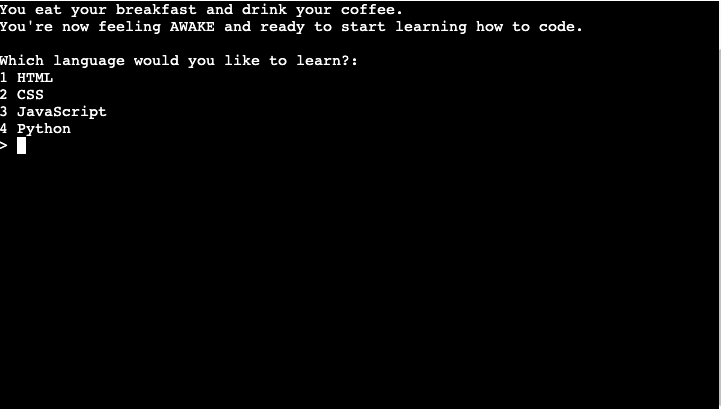 You eat your breakfast and drink your coffee.
You're now feeling AWAKE and ready to start learning how to code.
Which language would you like to learn?:
1 HTML
2 CSS
3 JavaScript
4 Python
>